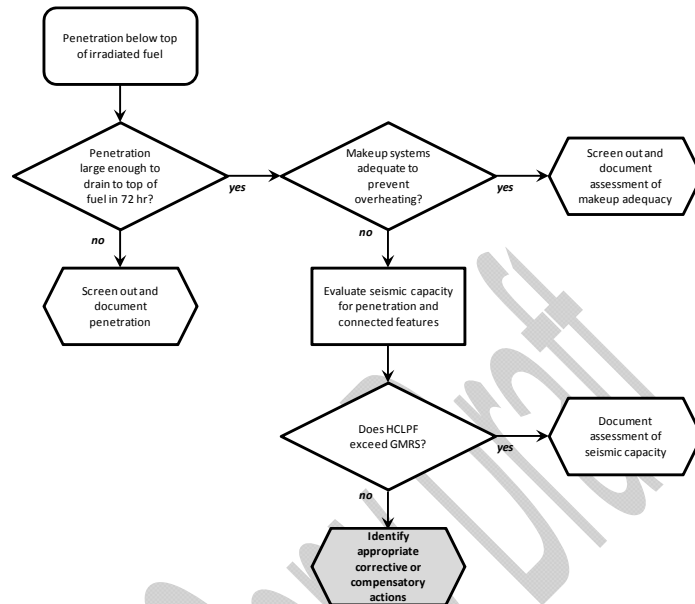 Penetration below top
of irradiated fuel
Penetration
large enough to
drain to top of
fuel in 72 hr?
yes
Makeup systems
adequate to
prevent
overheating?
yes
Screen out and
document
assessment of
makeup adequacy
no
Screen out and
document
penetration
no
Evaluate seismic capacity
for penetration and
connected features
Does HCLPF
exceed GMRS?
yes
Document
assessment of
seismic capacity
no
Identify
appropriate
corrective or
compensatory
actions
Draft